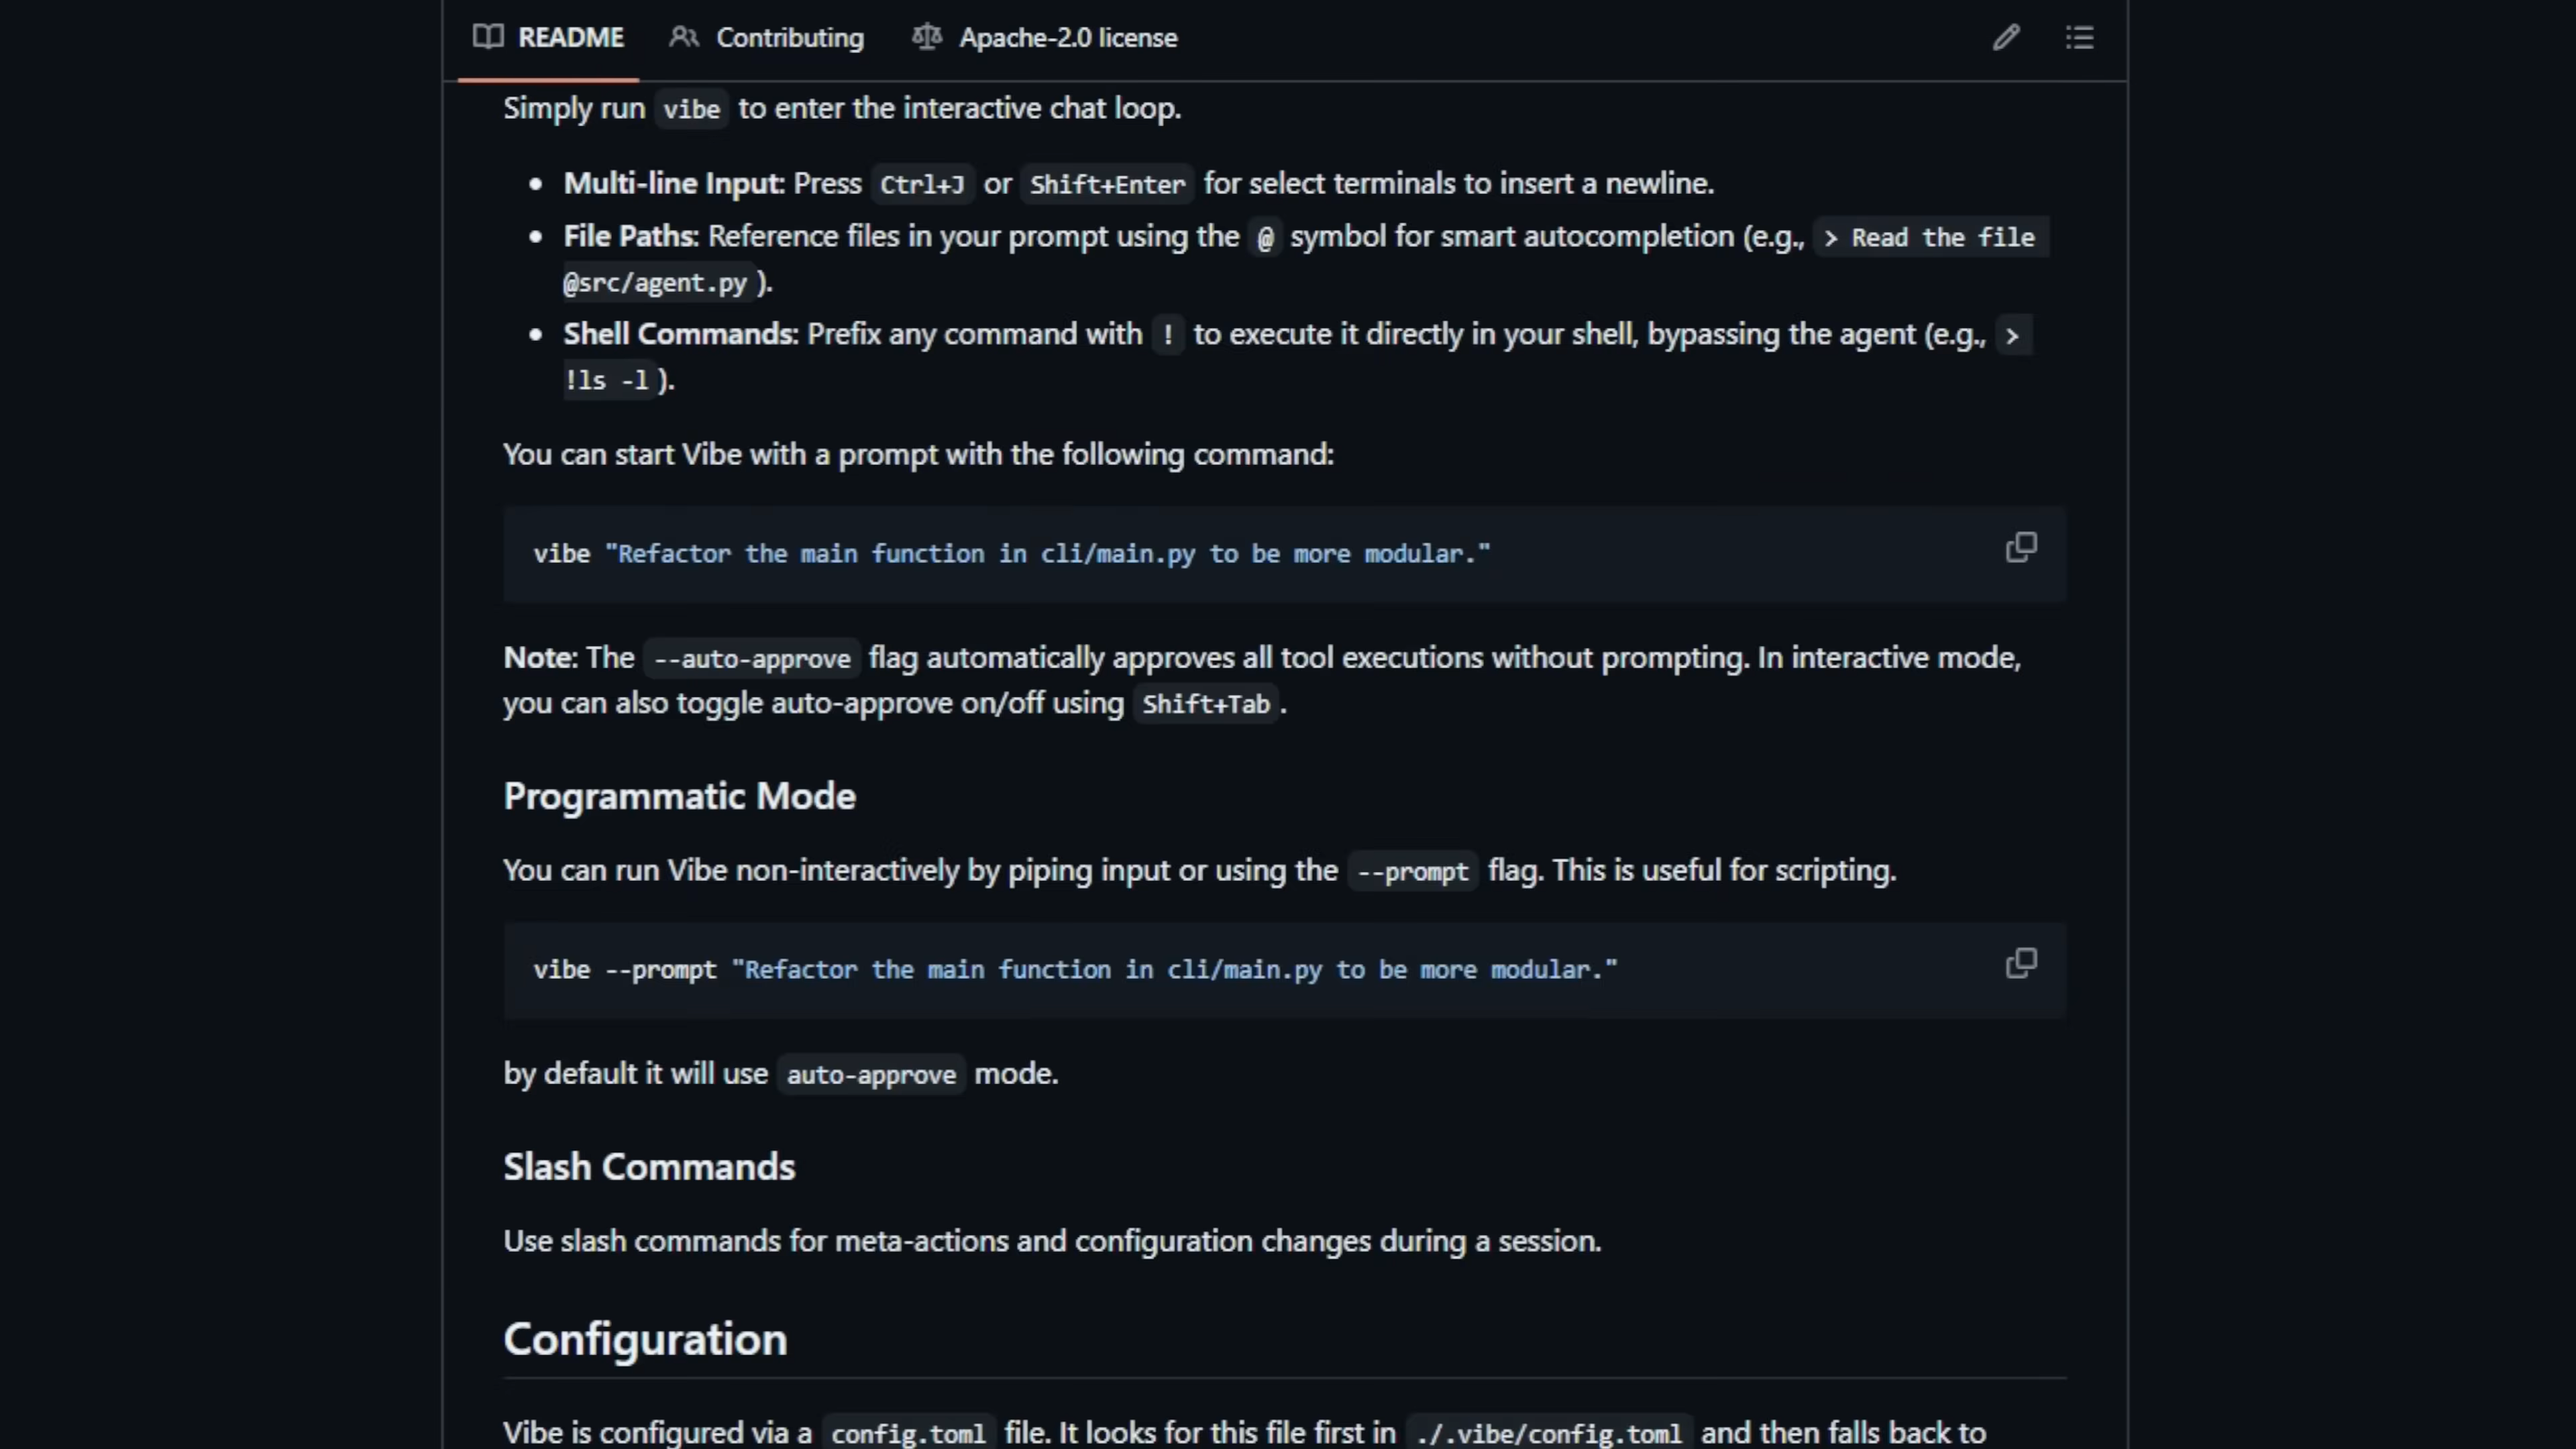 README Contributing Apache-2.0 license
Simply run vibe to enter the interactive chat loop.
• Multi-line Input: Press Ctrl+J or Shift+Enter for select terminals to insert a newline.
• File Paths: Reference files in your prompt using the @ symbol for smart autocompletion (e.g., > Read the file
@src/agent.py ).
• Shell Commands: Prefix any command with ! to execute it directly in your shell, bypassing the agent (e.g., >
!ls -l ).
You can start Vibe with a prompt with the following command:
vibe "Refactor the main function in cli/main.py to be more modular."
Note: The --auto-approve flag automatically approves all tool executions without prompting. In interactive mode,
you can also toggle auto-approve on/off using Shift+Tab .
Programmatic Mode
You can run Vibe non-interactively by piping input or using the --prompt flag. This is useful for scripting.
vibe --prompt "Refactor the main function in cli/main.py to be more modular."
by default it will use auto-approve mode.
Slash Commands
Use slash commands for meta-actions and configuration changes during a session.
Configuration
Vibe is configured via a config.toml file. It looks for this file first in ./.vibe/config.toml and then falls back to